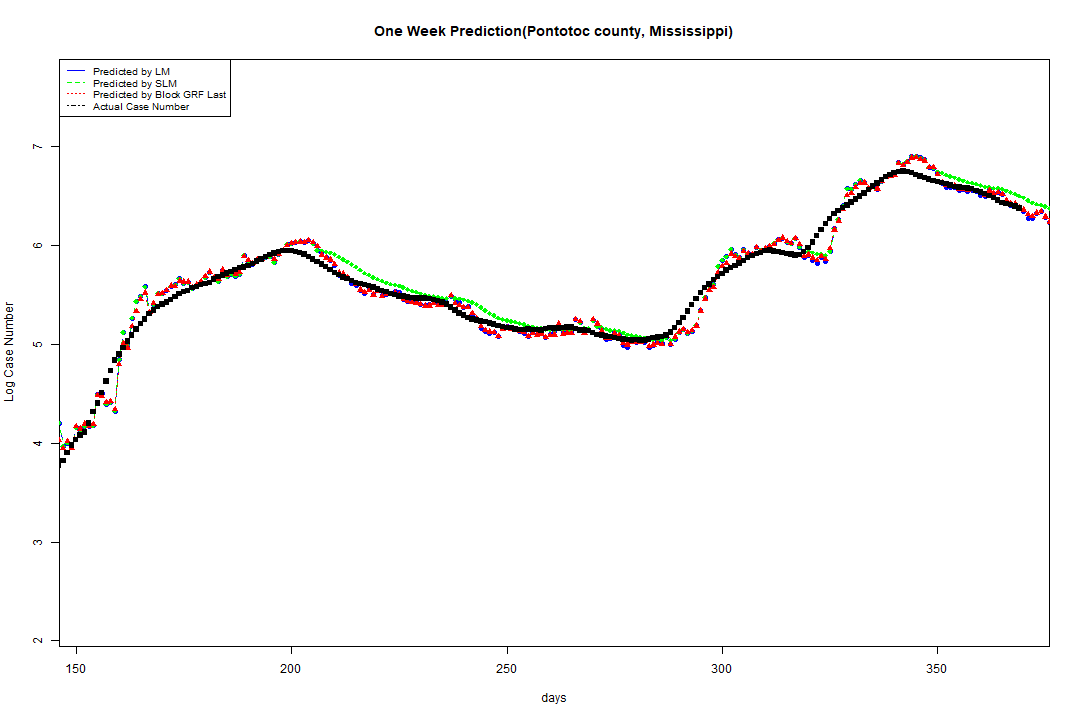 One Week Prediction(Pontotoc county, Mississippi)
Predicted by LM
Predicted by SLM
Predicted by Block GRF Last
Actual Case Number
Log Case Number
7
6
5
4
3
2
150 200 250 300 350
days